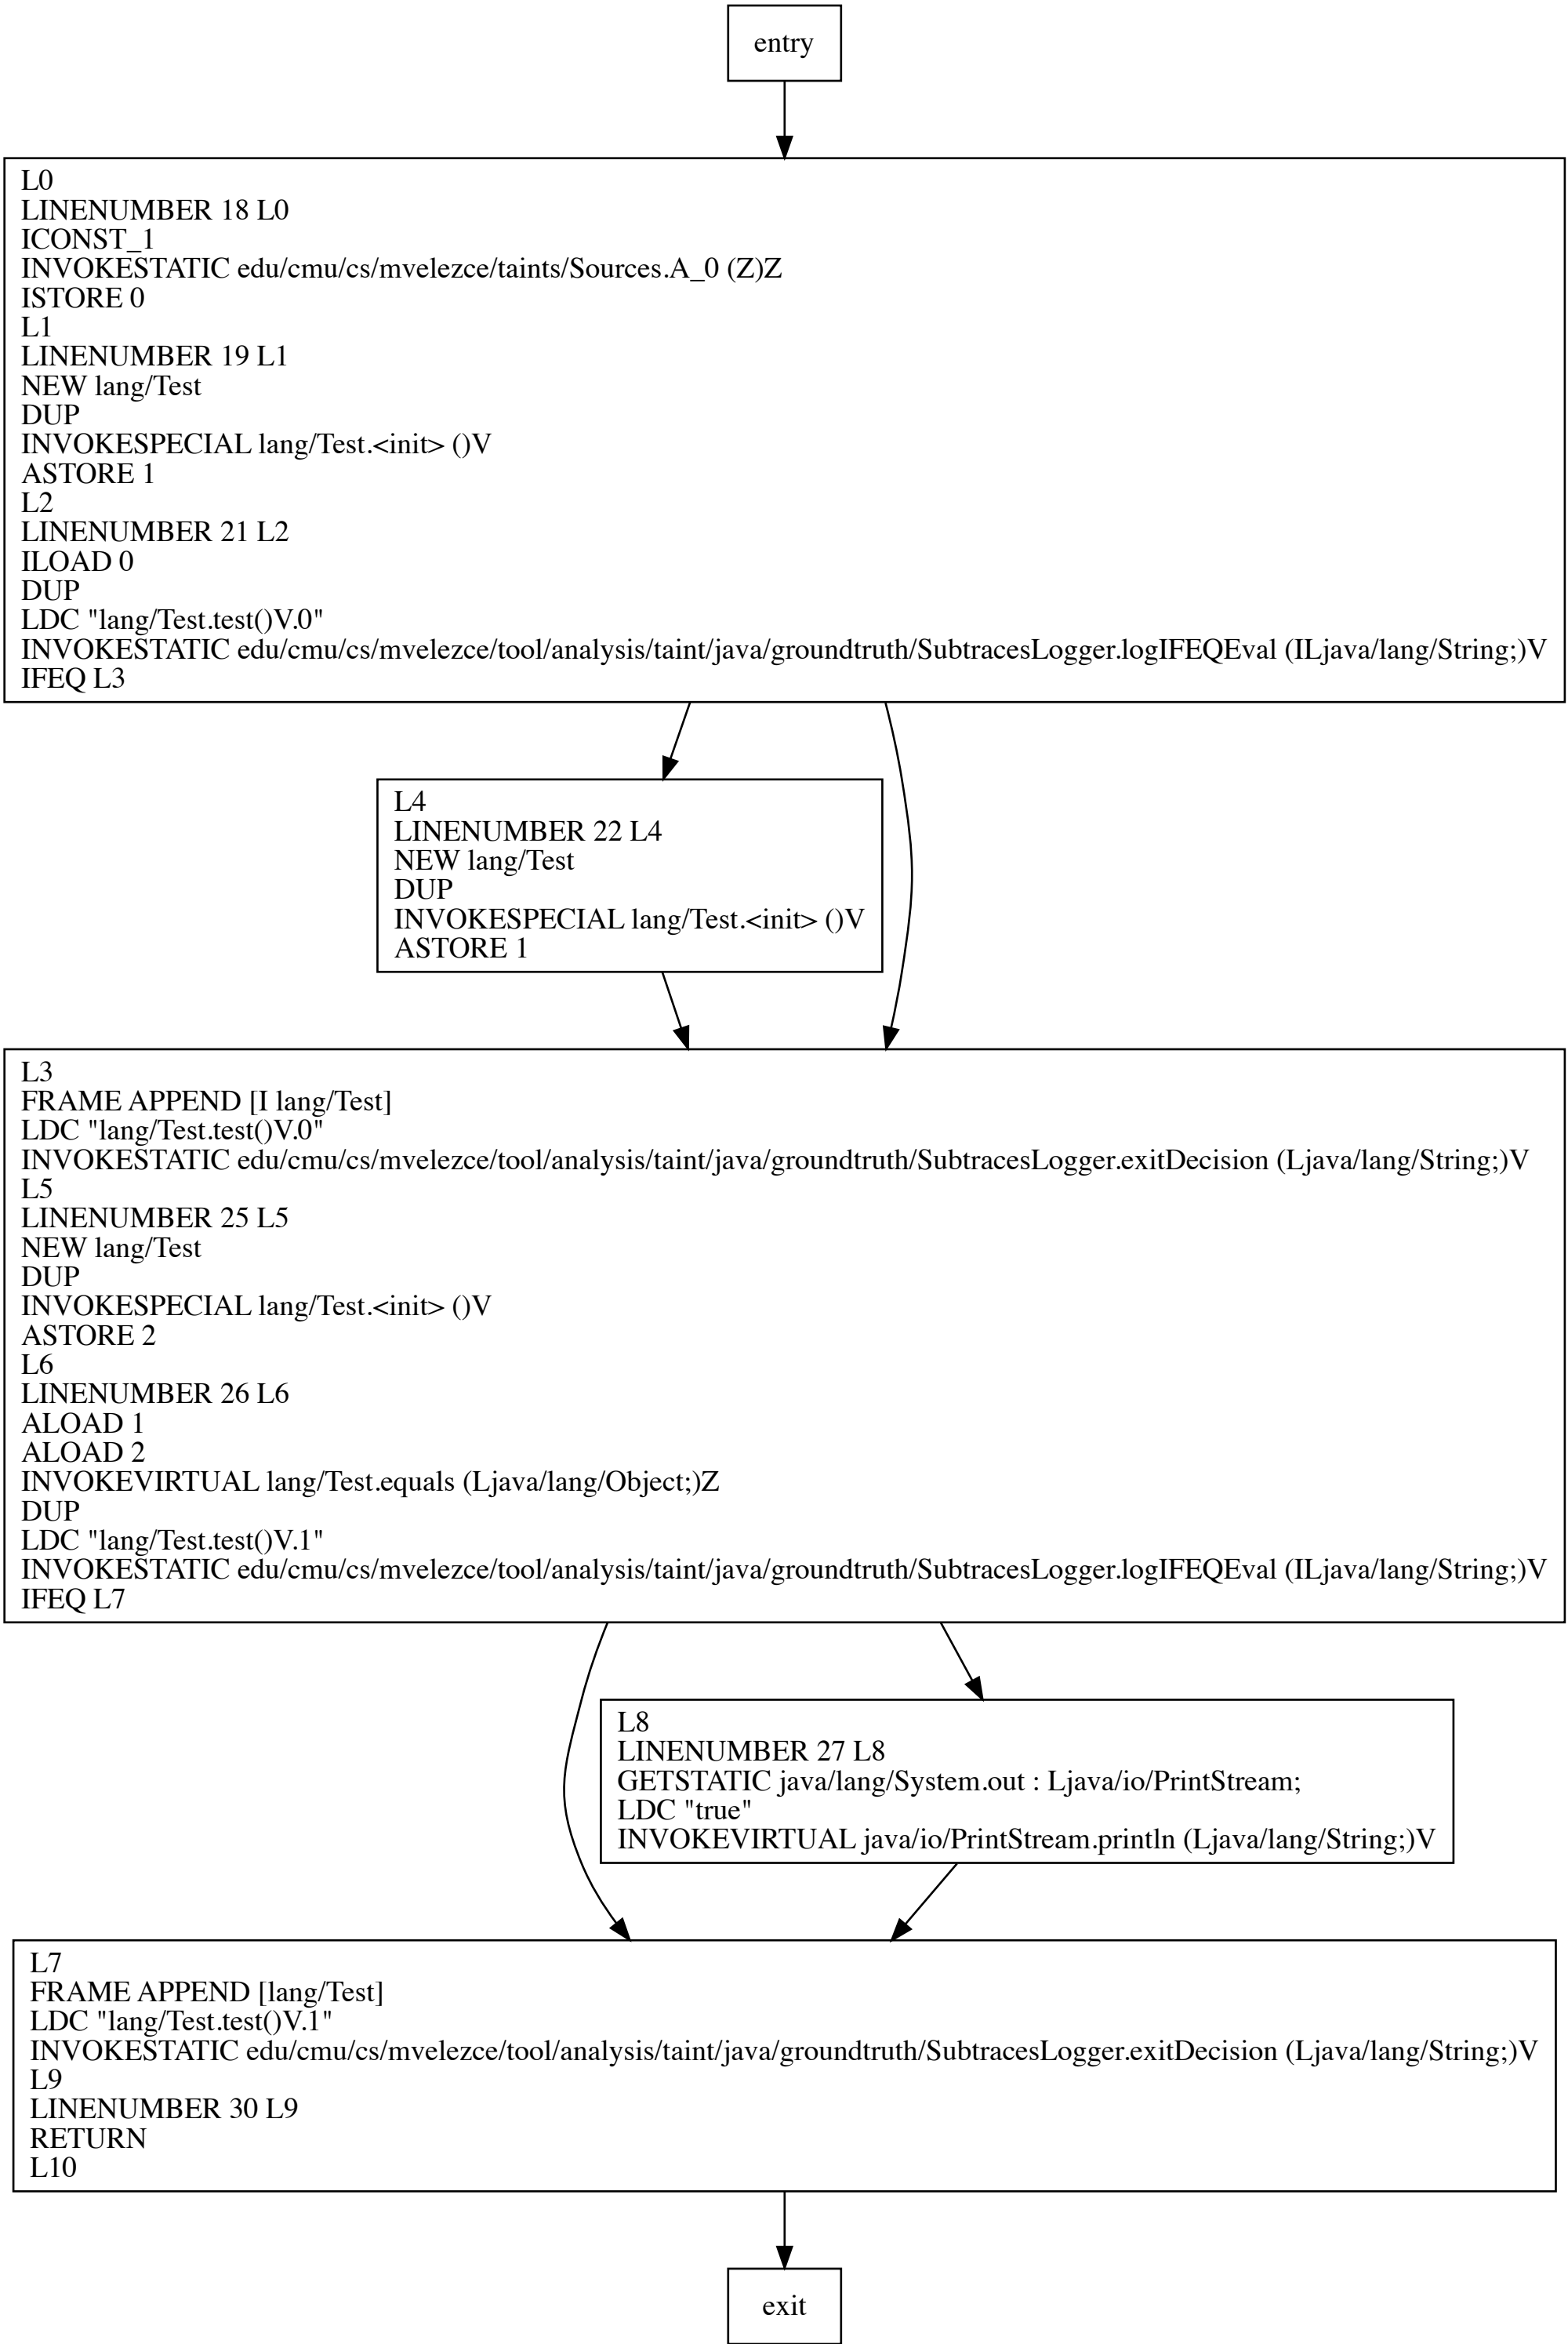 entry
L0
LINENUMBER 18 L0
ICONST_1
INVOKESTATIC edu/cmu/cs/mvelezce/taints/Sources.A_0 (Z)Z
ISTORE 0
L1
LINENUMBER 19 L1
NEW lang/Test
DUP
INVOKESPECIAL lang/Test.<init> ()V
ASTORE 1
L2
LINENUMBER 21 L2
ILOAD 0
DUP
LDC "lang/Test.test()V.0"
INVOKESTATIC edu/cmu/cs/mvelezce/tool/analysis/taint/java/groundtruth/SubtracesLogger.logIFEQEval (ILjava/lang/String;)V
IFEQ L3
L4
LINENUMBER 22 L4
NEW lang/Test
DUP
INVOKESPECIAL lang/Test.<init> ()V
ASTORE 1
L3
FRAME APPEND [I lang/Test]
LDC "lang/Test.test()V.0"
INVOKESTATIC edu/cmu/cs/mvelezce/tool/analysis/taint/java/groundtruth/SubtracesLogger.exitDecision (Ljava/lang/String;)V
L5
LINENUMBER 25 L5
NEW lang/Test
DUP
INVOKESPECIAL lang/Test.<init> ()V
ASTORE 2
L6
LINENUMBER 26 L6
ALOAD 1
ALOAD 2
INVOKEVIRTUAL lang/Test.equals (Ljava/lang/Object;)Z
DUP
LDC "lang/Test.test()V.1"
INVOKESTATIC edu/cmu/cs/mvelezce/tool/analysis/taint/java/groundtruth/SubtracesLogger.logIFEQEval (ILjava/lang/String;)V
IFEQ L7
L8
LINENUMBER 27 L8
GETSTATIC java/lang/System.out : Ljava/io/PrintStream;
LDC "true"
INVOKEVIRTUAL java/io/PrintStream.println (Ljava/lang/String;)V
L7
FRAME APPEND [lang/Test]
LDC "lang/Test.test()V.1"
INVOKESTATIC edu/cmu/cs/mvelezce/tool/analysis/taint/java/groundtruth/SubtracesLogger.exitDecision (Ljava/lang/String;)V
L9
LINENUMBER 30 L9
RETURN
L10
exit